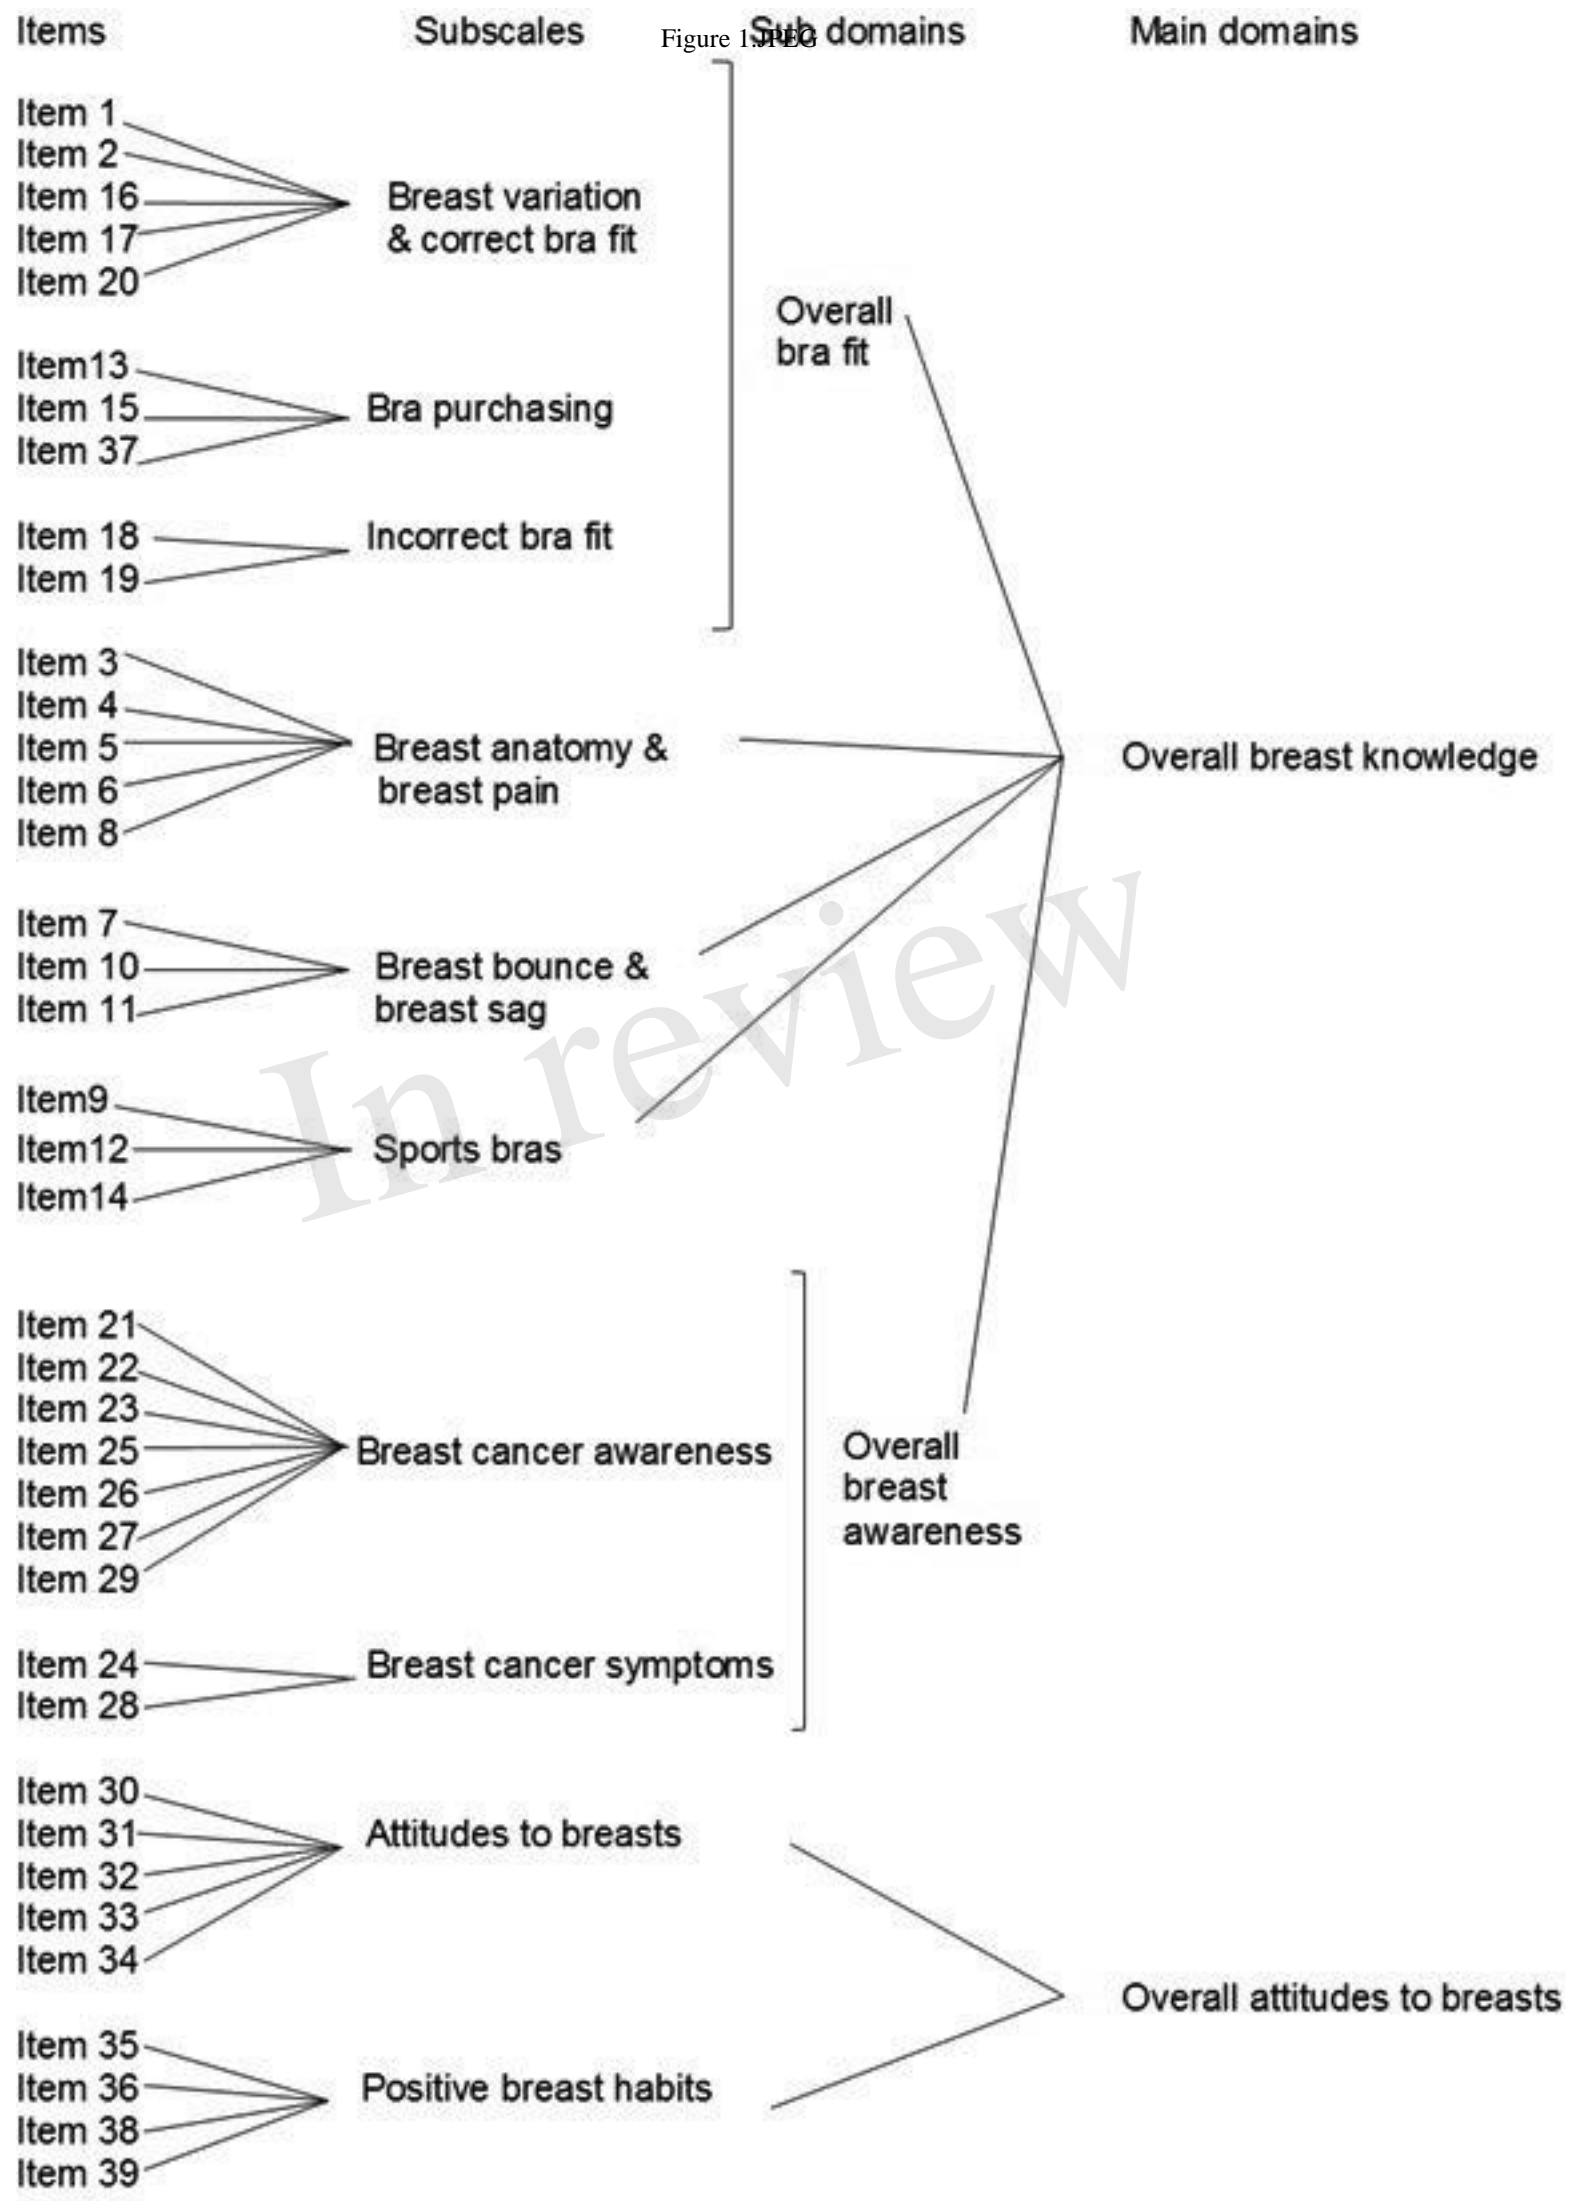 Items Subscales Sub domains Main domains
Figure 1.JPEG
Item 1
Item 2
Item 16
Item 17
Item 20
Breast variation
& correct bra fit
Overall
bra fit
Item13
Item 15
Item 37
Bra purchasing
Item 18
Item 19
Incorrect bra fit
Item 3
Item 4
Item 5
Item 6
Item 8
Breast anatomy &
breast pain
Overall breast knowledge
Item 7
Item 10
Item 11
Breast bounce &
breast sag
In review
Item9
Item12
Item14
Sports bras
Item 21
Item 22
Item 23
Item 25
Item 26
Item 27
Item 29
Breast cancer awareness
Overall
breast
awareness
Item 24
Item 28
Breast cancer symptoms
Item 30
Item 31
Item 32
Item 33
Item 34
Attitudes to breasts
Overall attitudes to breasts
Item 35
Item 36
Item 38
Item 39
Positive breast habits